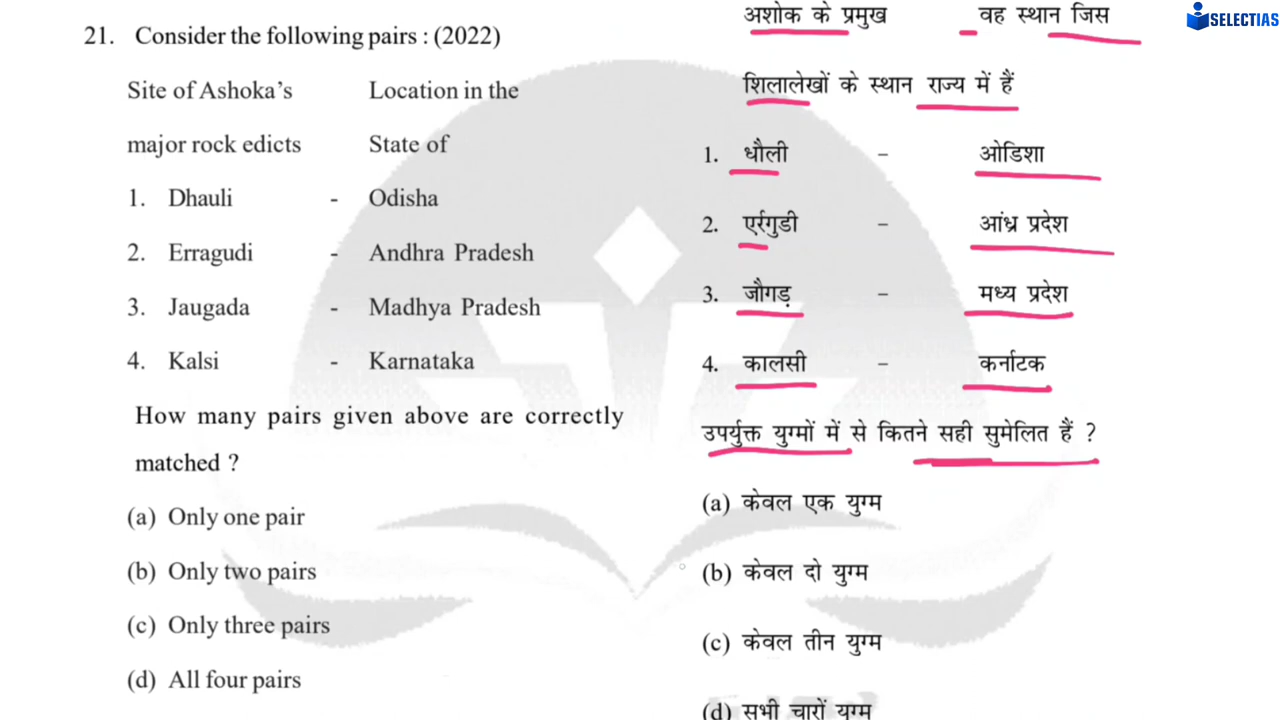 21. Consider the following pairs : (2022)
Site of Ashoka's Location in the
major rock edicts State of
1. Dhauli - Odisha
2. Erragudi - Andhra Pradesh
3. Jaugada - Madhya Pradesh
4. Kalsi - Karnataka
How many pairs given above are correctly
matched ?
(a) Only one pair
(b) Only two pairs
(c) Only three pairs
(d) All four pairs
अशोक के प्रमुख वह स्थान जिस
शिलालेखों के स्थान राज्य में हैं
1. धौली - ओडिशा
2. एर्रगुडी - आंध्र प्रदेश
3. जौगड़ - मध्य प्रदेश
4. कालसी - कर्नाटक
उपर्युक्त युग्मों में से कितने सही सुमेलित हैं ?
(a) केवल एक युग्म
(b) केवल दो युग्म
(c) केवल तीन युग्म
(d) सभी चारों युग्म
SELECTIAS